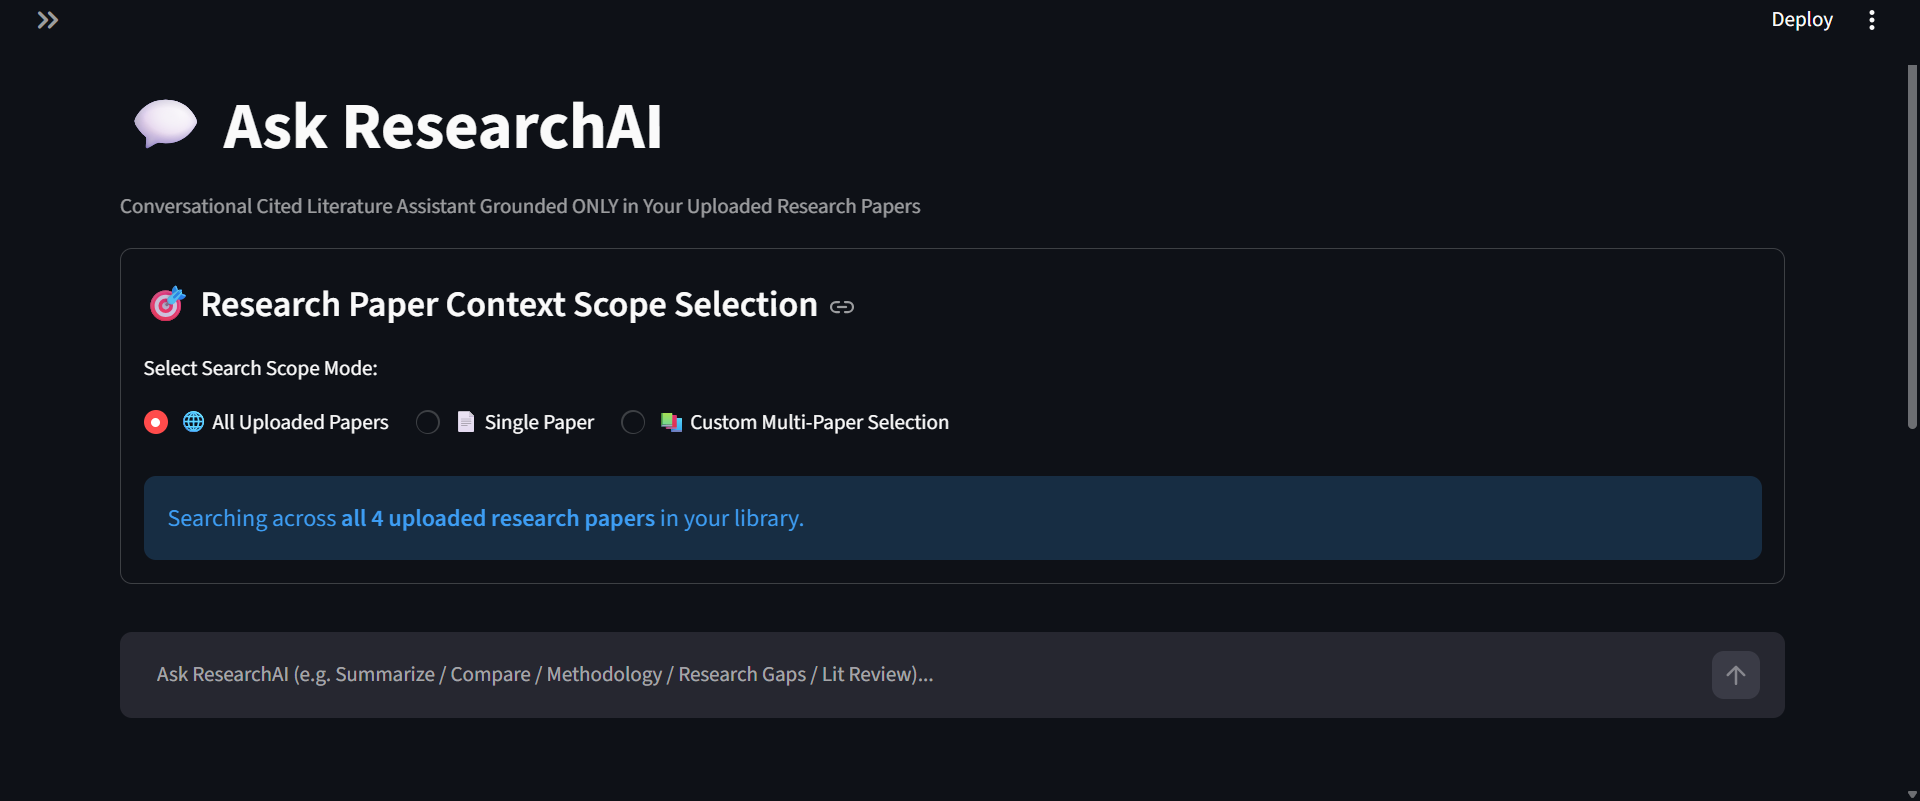 Deploy
Ask ResearchAI
Conversational Cited Literature Assistant Grounded ONLY in Your Uploaded Research Papers
Research Paper Context Scope Selection
Select Search Scope Mode:
All Uploaded Papers Single Paper Custom Multi-Paper Selection
Searching across all 4 uploaded research papers in your library.
Ask ResearchAI (e.g. Summarize / Compare / Methodology / Research Gaps / Lit Review)...